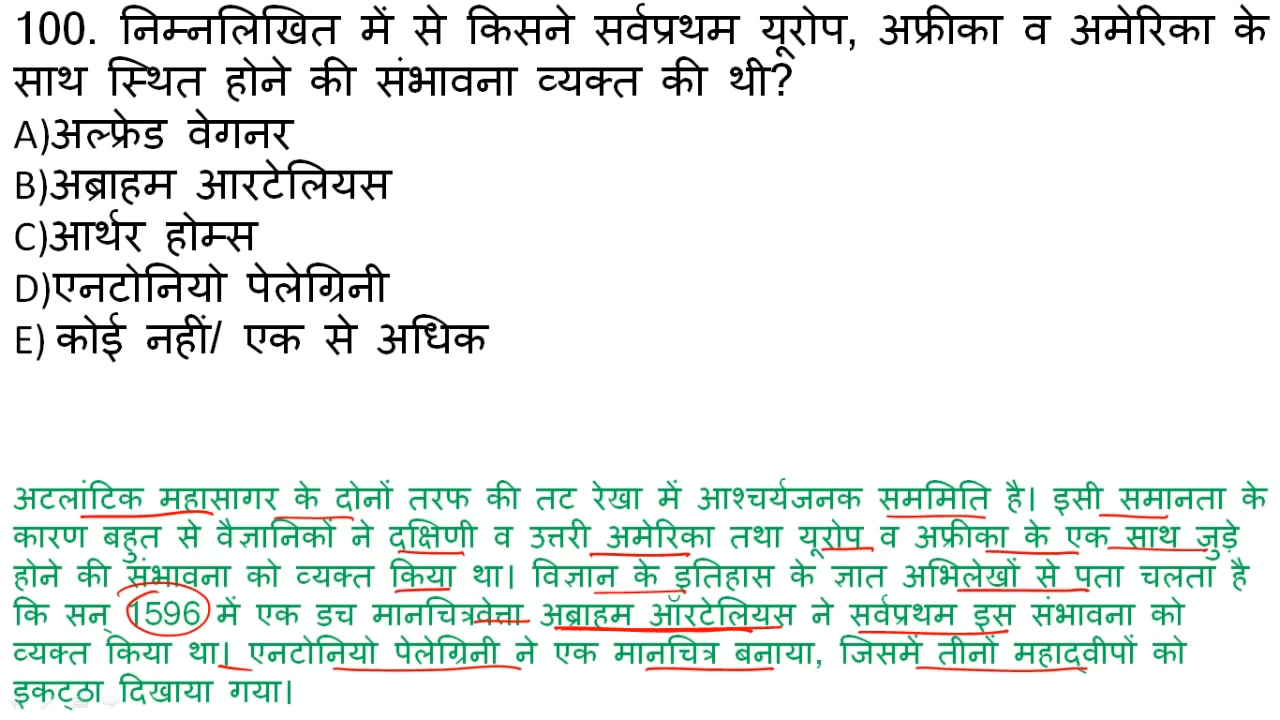 100. निम्नलिखित में से किसने सर्वप्रथम यूरोप, अफ्रीका व अमेरिका के
साथ स्थित होने की संभावना व्यक्त की थी?
A)अल्फ्रेड वेगनर
B)अब्राहम आरटेलियस
C)आर्थर होम्स
D)एनटोनियो पेलेग्रिनी
E) कोई नहीं/ एक से अधिक
अटलांटिक महासागर के दोनों तरफ की तट रेखा में आश्चर्यजनक सममिति है। इसी समानता के
कारण बहुत से वैज्ञानिकों ने दक्षिणी व उत्तरी अमेरिका तथा यूरोप व अफ्रीका के एक साथ जुड़े
होने की संभावना को व्यक्त किया था। विज्ञान के इतिहास के ज्ञात अभिलेखों से पता चलता है
कि सन् 1596 में एक डच मानचित्रवेत्ता अब्राहम ऑरटेलियस ने सर्वप्रथम इस संभावना को
व्यक्त किया था। एनटोनियो पेलेग्रिनी ने एक मानचित्र बनाया, जिसमें तीनों महाद्वीपों को
इकट्ठा दिखाया गया।